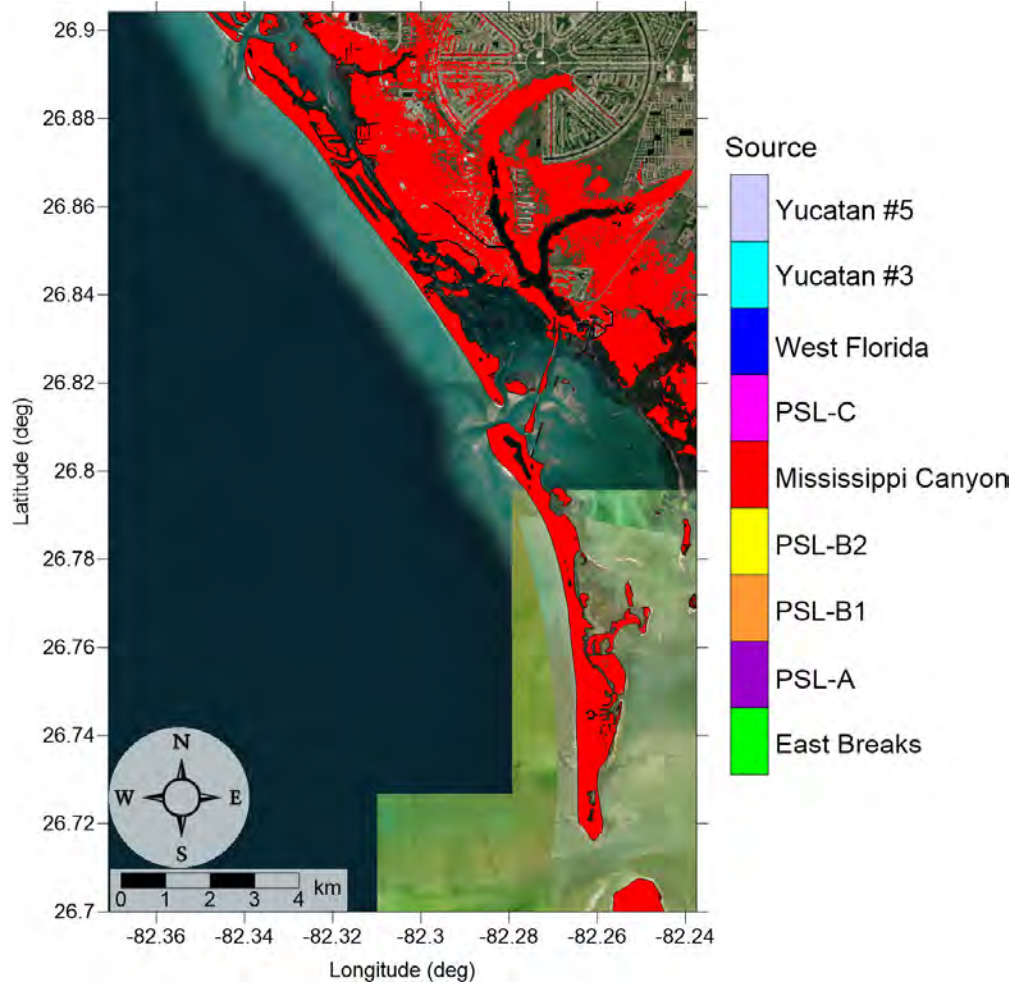 Source
Yucatan #5
Yucatan #3
West Florida
PSL-C
Mississippi Canyon
PSL-B2
PSL-B1
PSL-A
East Breaks
Latitude (deg)
26.9
26.88
26.86
26.84
26.82
26.8
26.78
26.76
26.74
26.72
26.7
N
W E
S
0 1 2 3 4 km
-82.36 -82.34 -82.32 -82.3 -82.28 -82.26 -82.24
Longitude (deg)